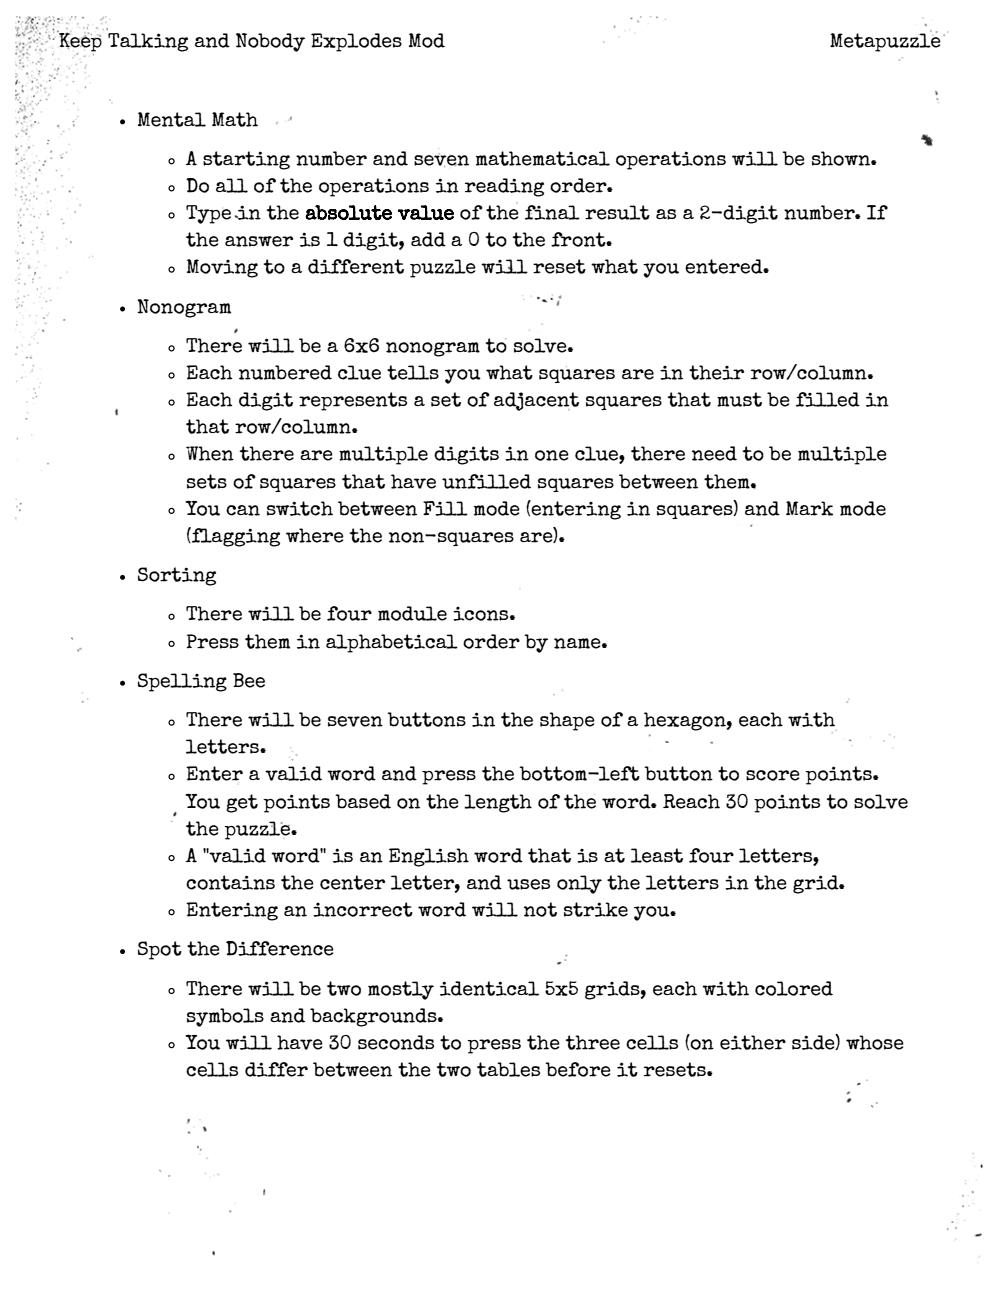 Keep Talking and Nobody Explodes Mod Metapuzzle
• Mental Math
◦ A starting number and seven mathematical operations will be shown.
◦ Do all of the operations in reading order.
◦ Type in the absolute value of the final result as a 2-digit number. If
the answer is 1 digit, add a 0 to the front.
◦ Moving to a different puzzle will reset what you entered.
• Nonogram
◦ There will be a 6x6 nonogram to solve.
◦ Each numbered clue tells you what squares are in their row/column.
◦ Each digit represents a set of adjacent squares that must be filled in
that row/column.
◦ When there are multiple digits in one clue, there need to be multiple
sets of squares that have unfilled squares between them.
◦ You can switch between Fill mode (entering in squares) and Mark mode
(flagging where the non-squares are).
• Sorting
◦ There will be four module icons.
◦ Press them in alphabetical order by name.
• Spelling Bee
◦ There will be seven buttons in the shape of a hexagon, each with
letters.
◦ Enter a valid word and press the bottom-left button to score points.
You get points based on the length of the word. Reach 30 points to solve
the puzzle.
◦ A "valid word" is an English word that is at least four letters,
contains the center letter, and uses only the letters in the grid.
◦ Entering an incorrect word will not strike you.
• Spot the Difference
◦ There will be two mostly identical 5x5 grids, each with colored
symbols and backgrounds.
◦ You will have 30 seconds to press the three cells (on either side) whose
cells differ between the two tables before it resets.